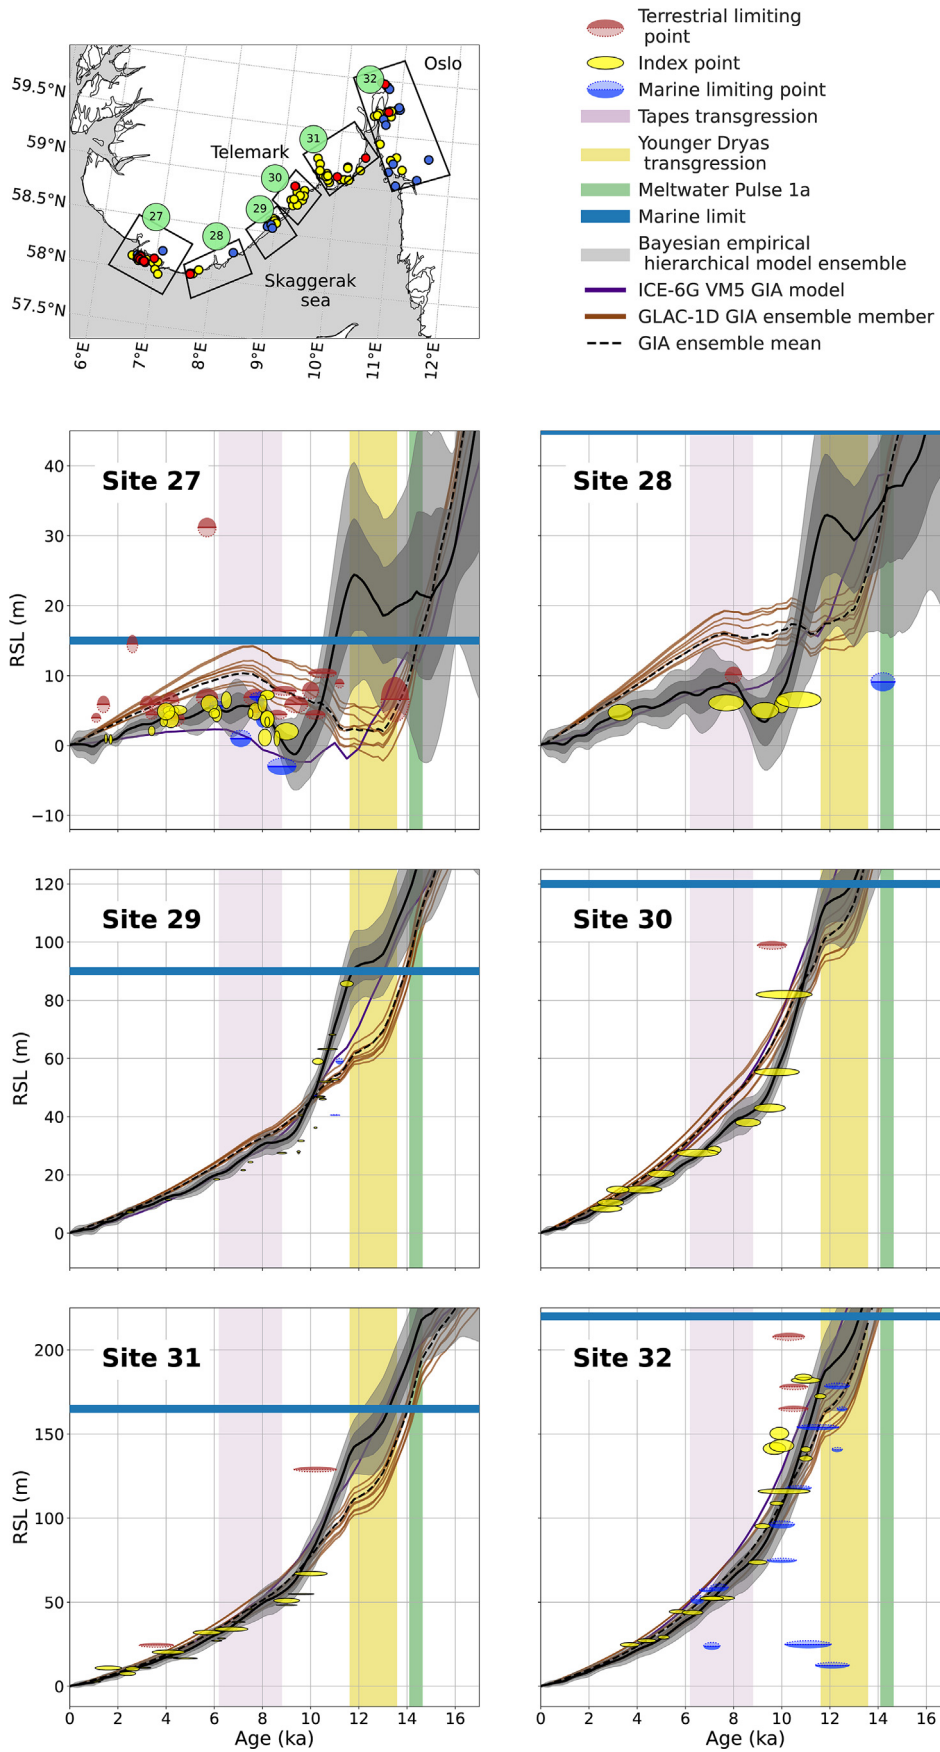 Terrestrial limiting
point
Index point
Marine limiting point
Tapes transgression
Younger Dryas
transgression
Meltwater Pulse 1a
Marine limit
Bayesian empirical
hierarchical model ensemble
ICE-6G VM5 GIA model
GLAC-1D GIA ensemble member
GIA ensemble mean
59.5°N
59°N
58.5°N
58°N
57.5°N
6°E
7°E
8°E
9°E
10°E
11°E
12°E
Oslo
Telemark
Skaggerak
sea
32
31
30
29
28
27
Site 27
RSL (m)
40
30
20
10
0
−10
Site 28
Site 29
RSL (m)
120
100
80
60
40
20
0
Site 30
Site 31
RSL (m)
200
150
100
50
0
0 2 4 6 8 10 12 14 16
Age (ka)
Site 32
0 2 4 6 8 10 12 14 16
Age (ka)